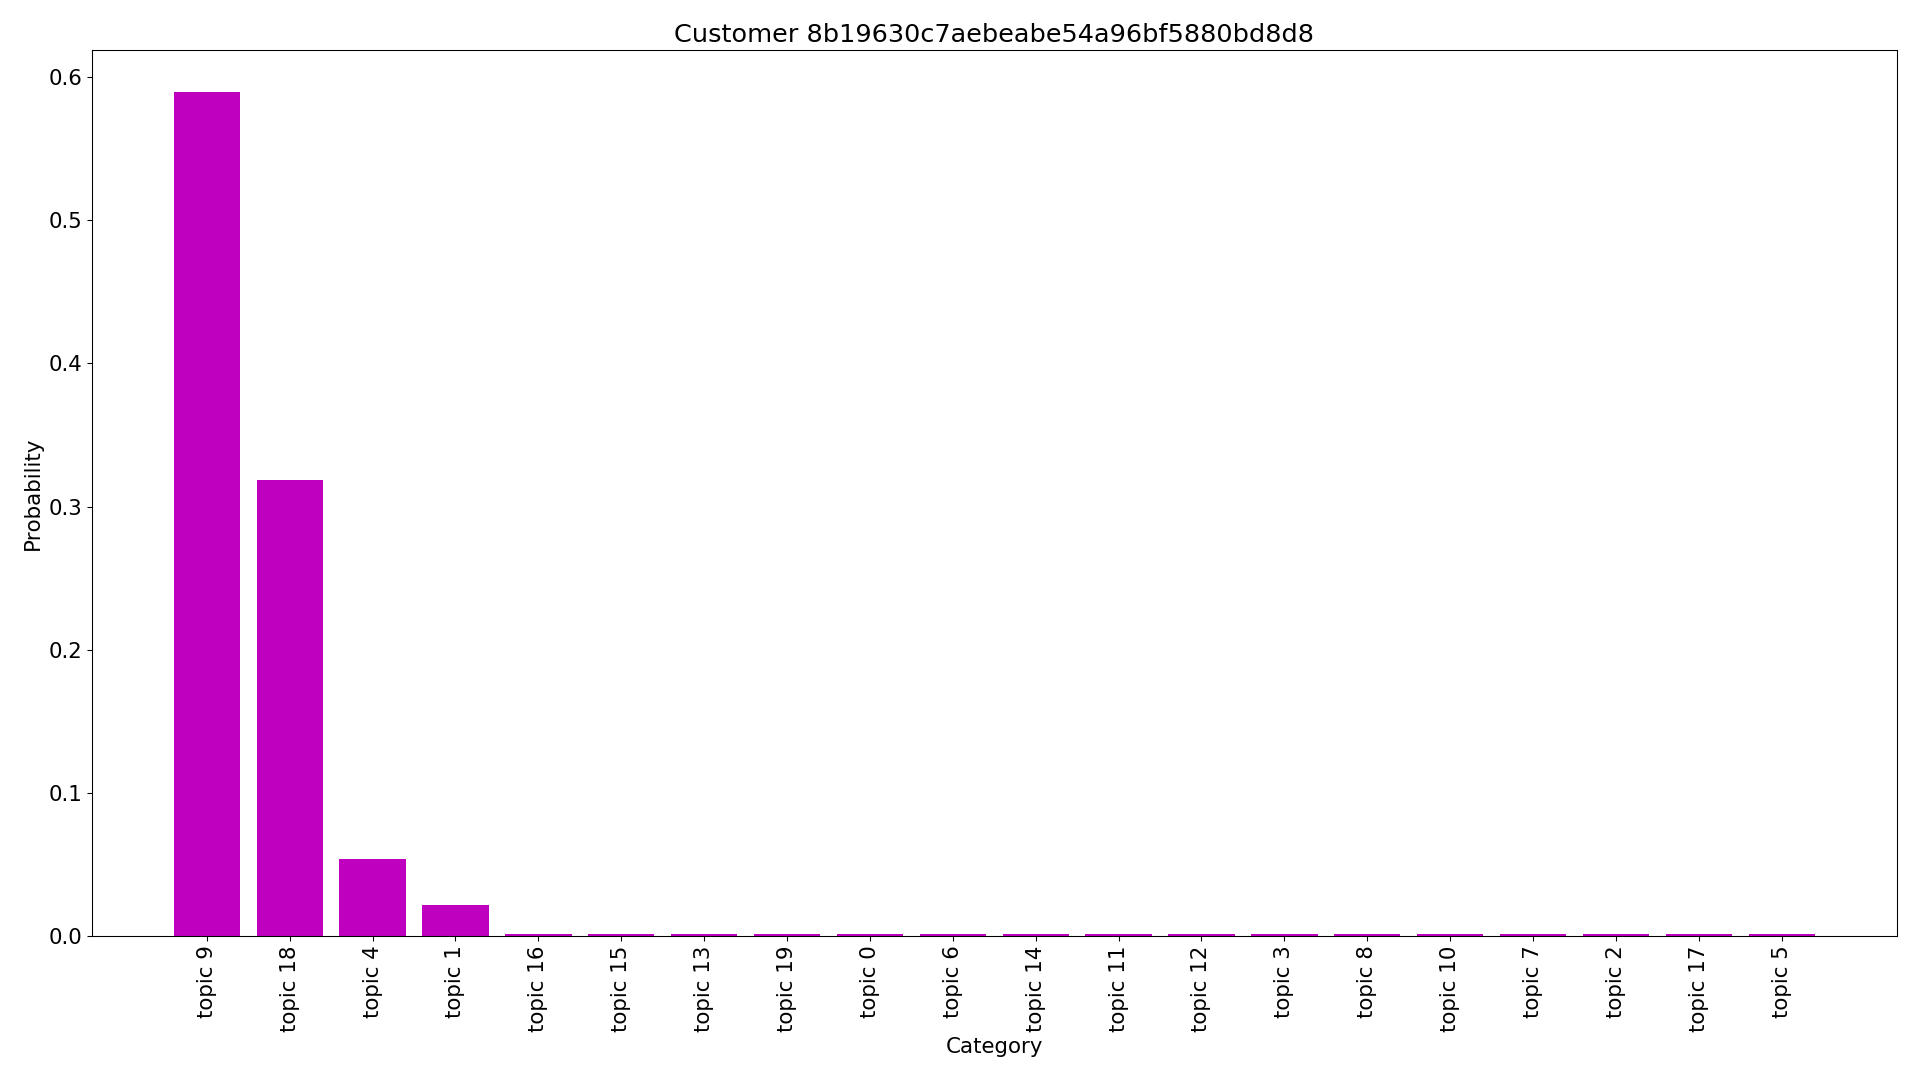 Customer 8b19630c7aebeabe54a96bf5880bd8d8
Probability
0.6
0.5
0.4
0.3
0.2
0.1
0.0
topic 9
topic 18
topic 4
topic 1
topic 16
topic 15
topic 13
topic 19
topic 0
topic 6
topic 14
topic 11
topic 12
topic 3
topic 8
topic 10
topic 7
topic 2
topic 17
topic 5
Category